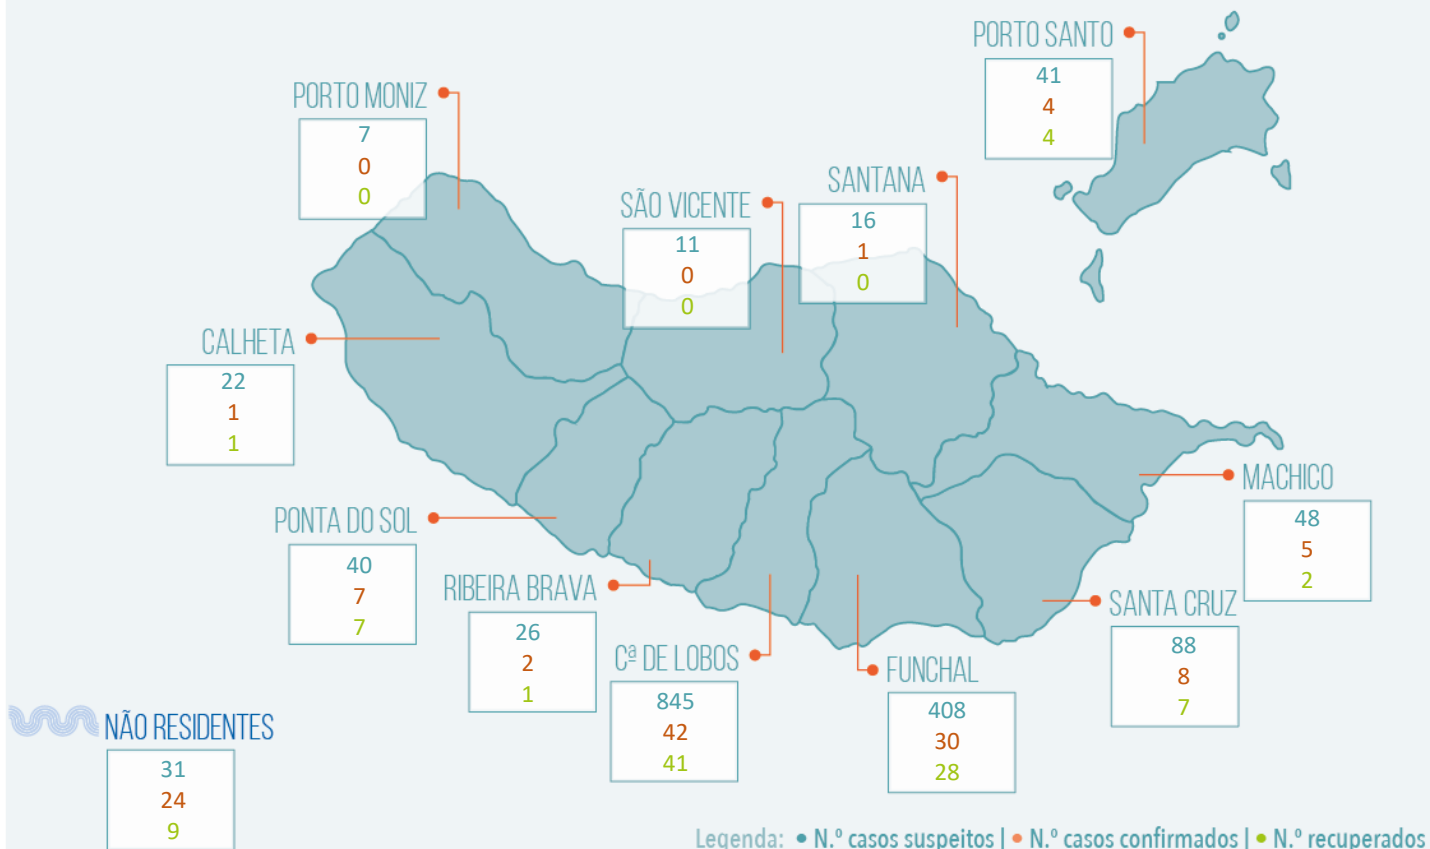 PORTO SANTO
41
4
4
PORTO MONIZ
7
0
0
SANTANA
16
1
0
SÃO VICENTE
11
0
0
CALHETA
22
1
1
MACHICO
48
5
2
PONTA DO SOL
40
7
7
RIBEIRA BRAVA
26
2
1
SANTA CRUZ
88
8
7
Cª DE LOBOS
845
42
41
FUNCHAL
408
30
28
NÃO RESIDENTES
31
24
9
Legenda: • N.º casos suspeitos | • N.º casos confirmados | • N.º recuperados